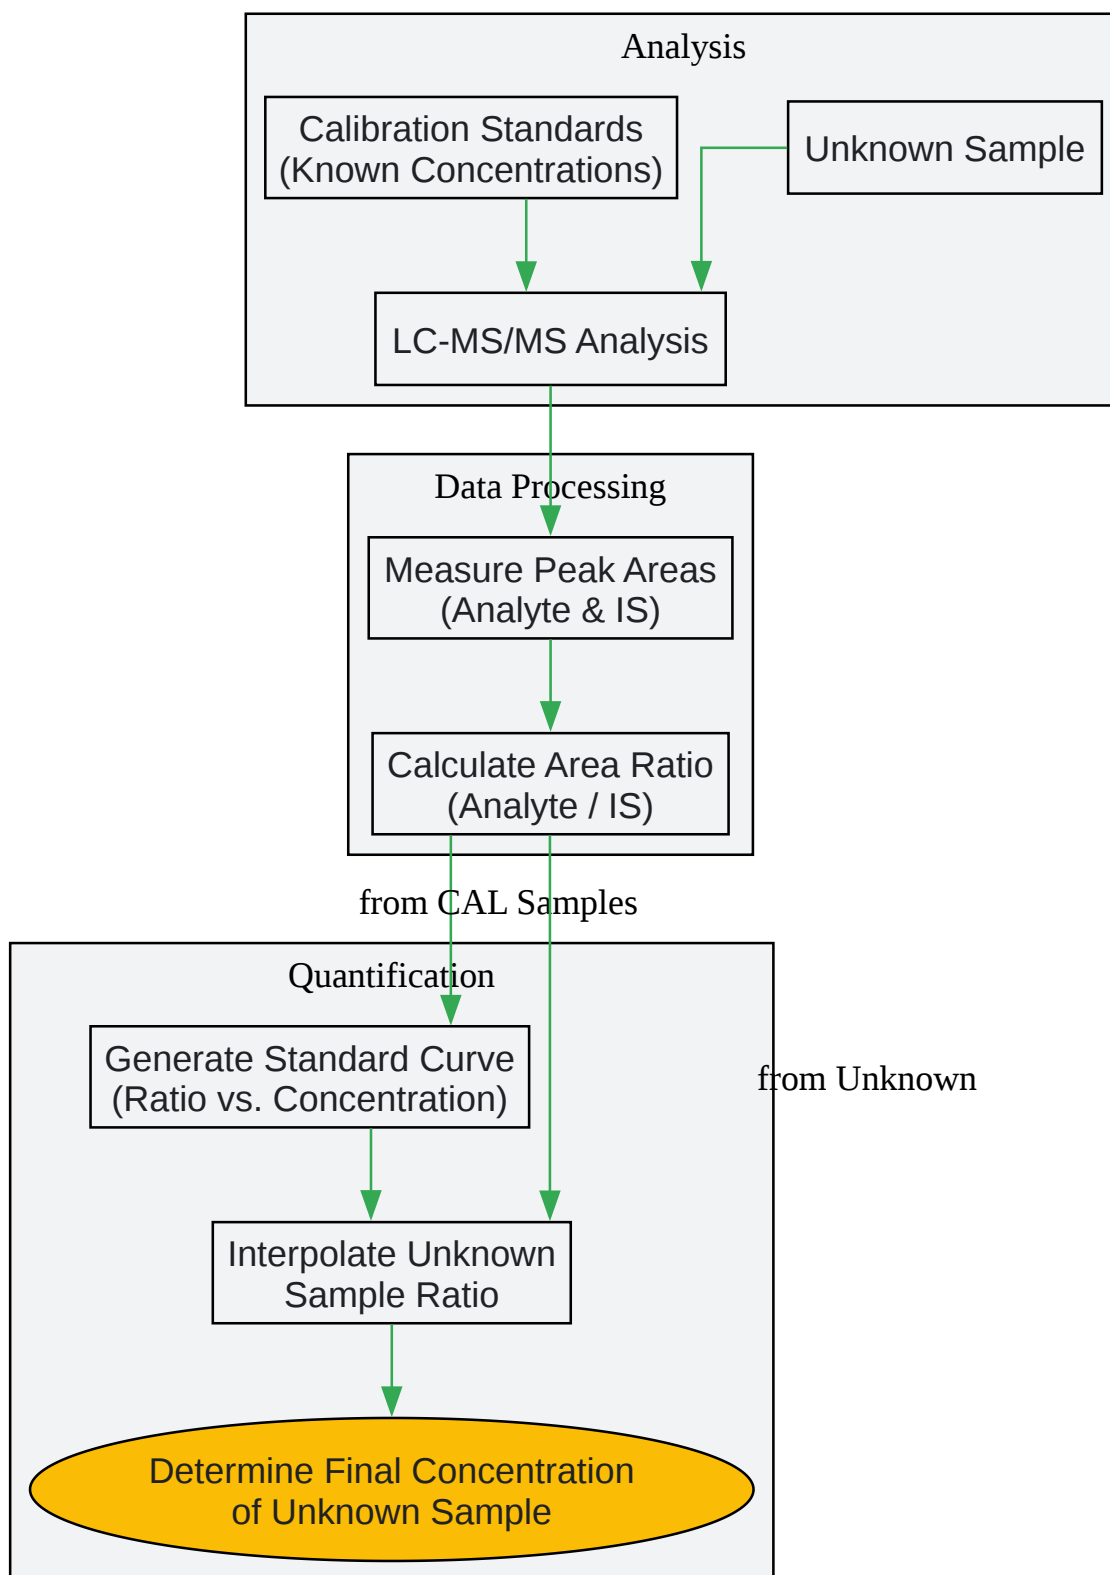 Analysis
Calibration Standards
(Known Concentrations)
Unknown Sample
LC-MS/MS Analysis
Data Processing
Measure Peak Areas
(Analyte & IS)
Calculate Area Ratio
(Analyte / IS)
from CAL Samples
Quantification
Generate Standard Curve
(Ratio vs. Concentration)
from Unknown
Interpolate Unknown
Sample Ratio
Determine Final Concentration
of Unknown Sample